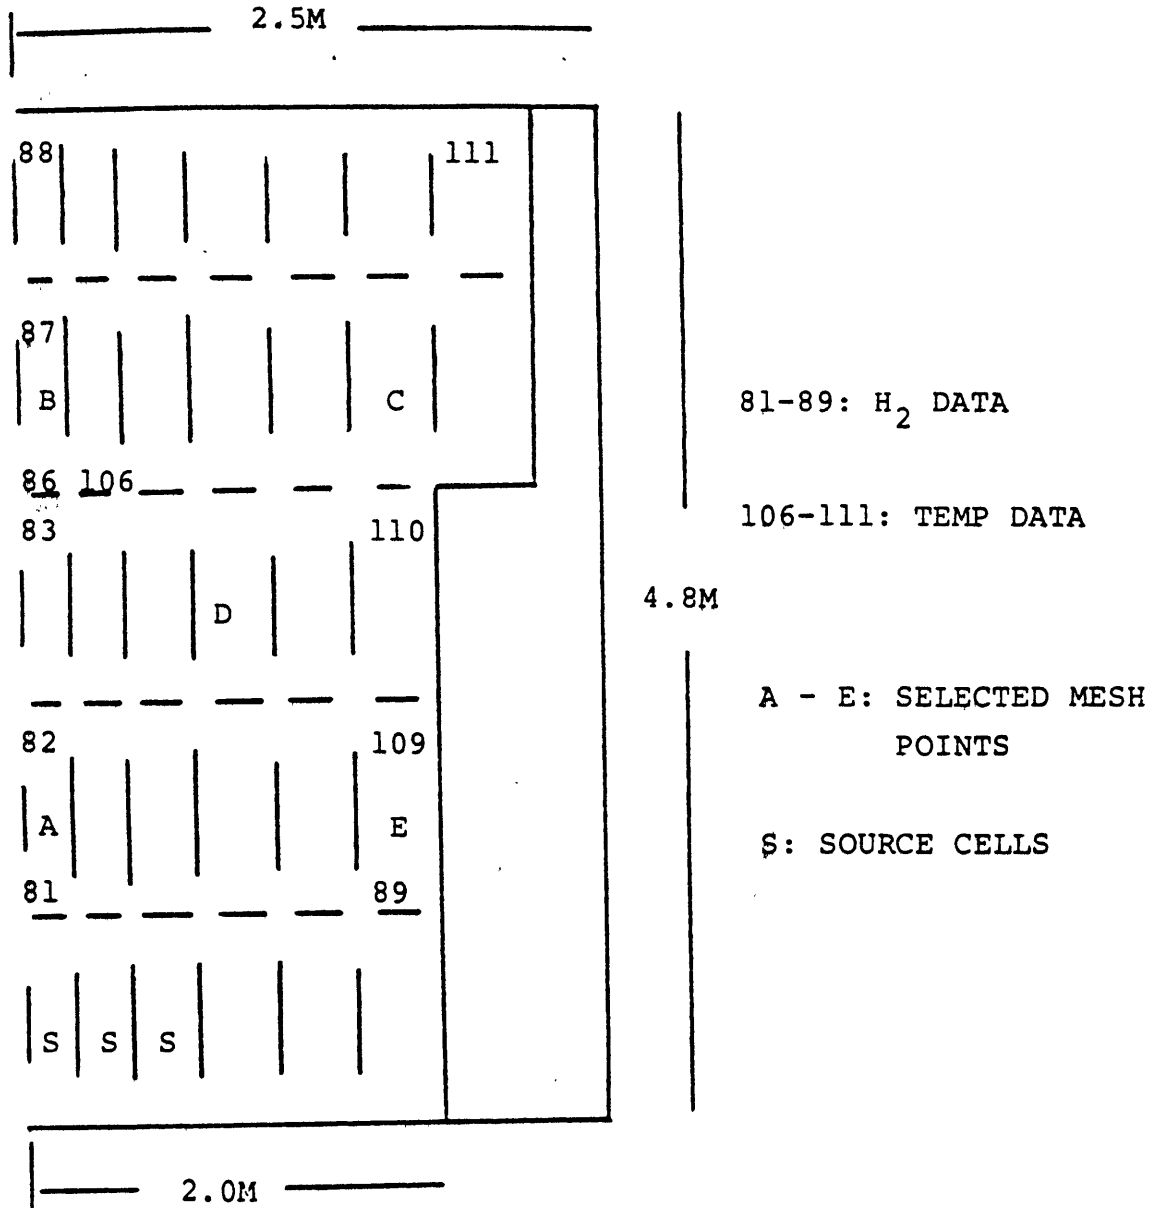 2.5M
88 111
87
B C
81-89: H2 DATA
86 106
83 110
106-111: TEMP DATA
4.8M
D
A - E: SELECTED MESH
POINTS
82 109
A E
S: SOURCE CELLS
81 89
S S S
2.0M